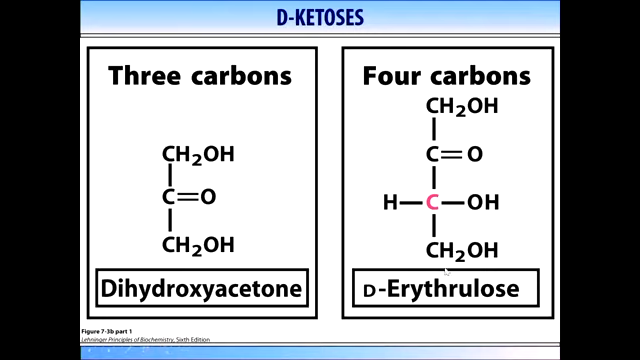 D-KETOSES
Three carbons
CH2OH
C=O
CH2OH
Dihydroxyacetone
Four carbons
CH2OH
C=O
H—C—OH
CH2OH
D-Erythrulose
Figure 7-3b part 1
Lehninger Principles of Biochemistry, Sixth Edition